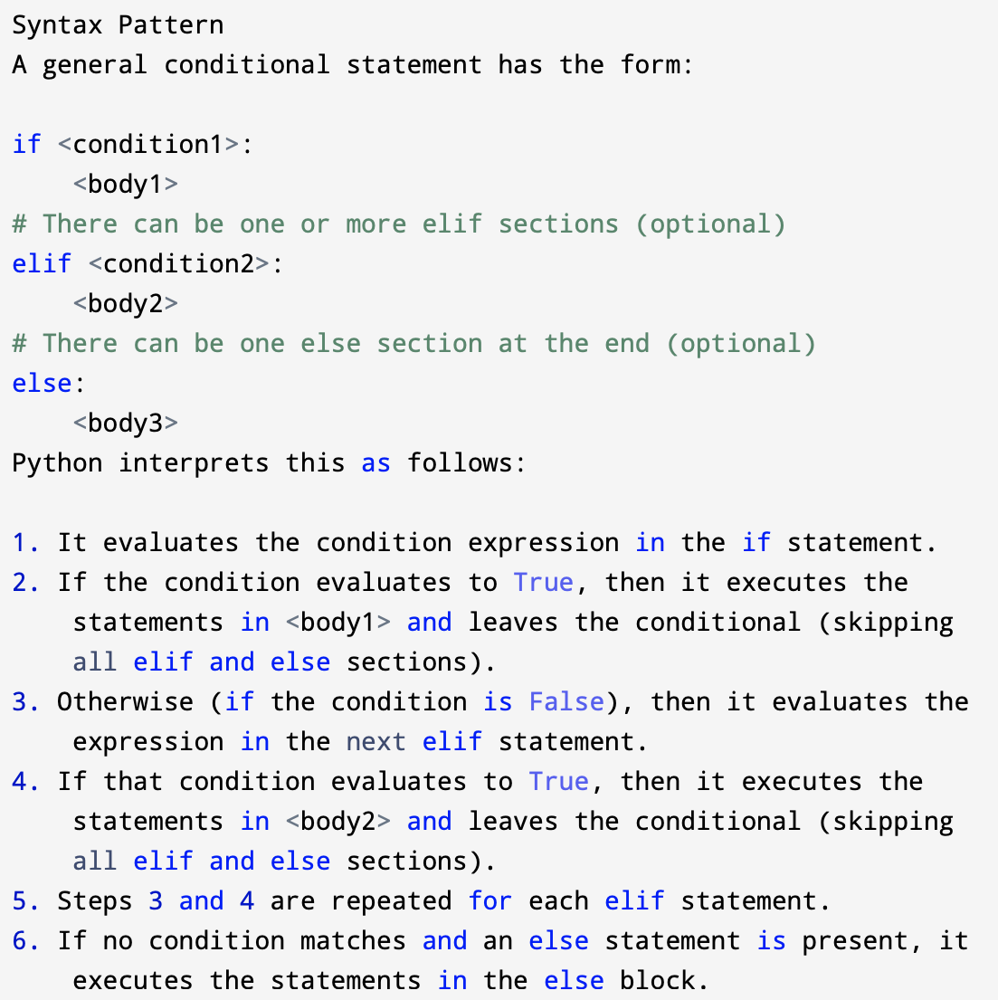 Syntax Pattern
A general conditional statement has the form:
if <condition1>:
    <body1>
# There can be one or more elif sections (optional)
elif <condition2>:
    <body2>
# There can be one else section at the end (optional)
else:
    <body3>
Python interprets this as follows:
1. It evaluates the condition expression in the if statement.
2. If the condition evaluates to True, then it executes the
    statements in <body1> and leaves the conditional (skipping
    all elif and else sections).
3. Otherwise (if the condition is False), then it evaluates the
    expression in the next elif statement.
4. If that condition evaluates to True, then it executes the
    statements in <body2> and leaves the conditional (skipping
    all elif and else sections).
5. Steps 3 and 4 are repeated for each elif statement.
6. If no condition matches and an else statement is present, it
    executes the statements in the else block.